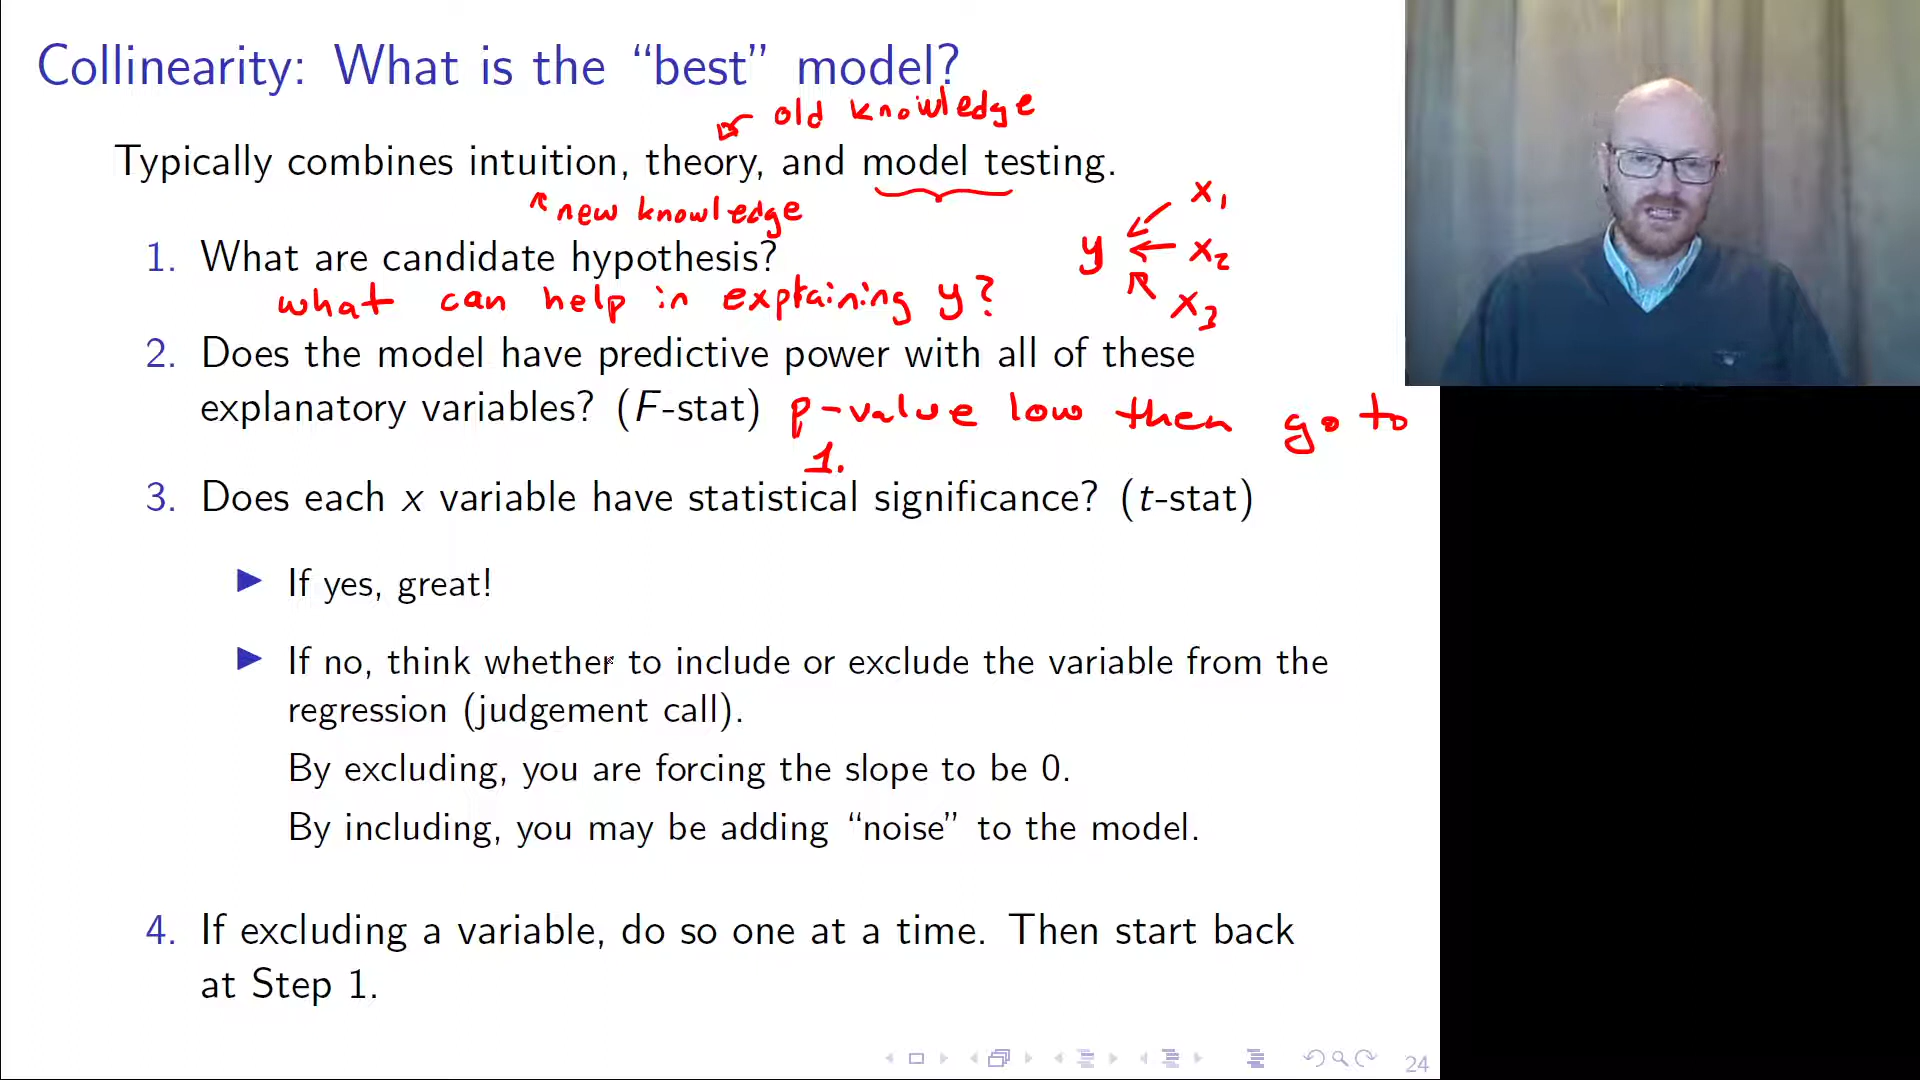 Collinearity: What is the “best” model?
old knowledge
Typically combines intuition, theory, and model testing.
new knowledge
x1
1. What are candidate hypothesis?
y
x2
what can help in explaining y?
x3
2. Does the model have predictive power with all of these
explanatory variables? (F-stat) p-value low then go to
1.
3. Does each x variable have statistical significance? (t-stat)
If yes, great!
If no, think whether to include or exclude the variable from the
regression (judgement call).
By excluding, you are forcing the slope to be 0.
By including, you may be adding “noise” to the model.
4. If excluding a variable, do so one at a time. Then start back
at Step 1.
24